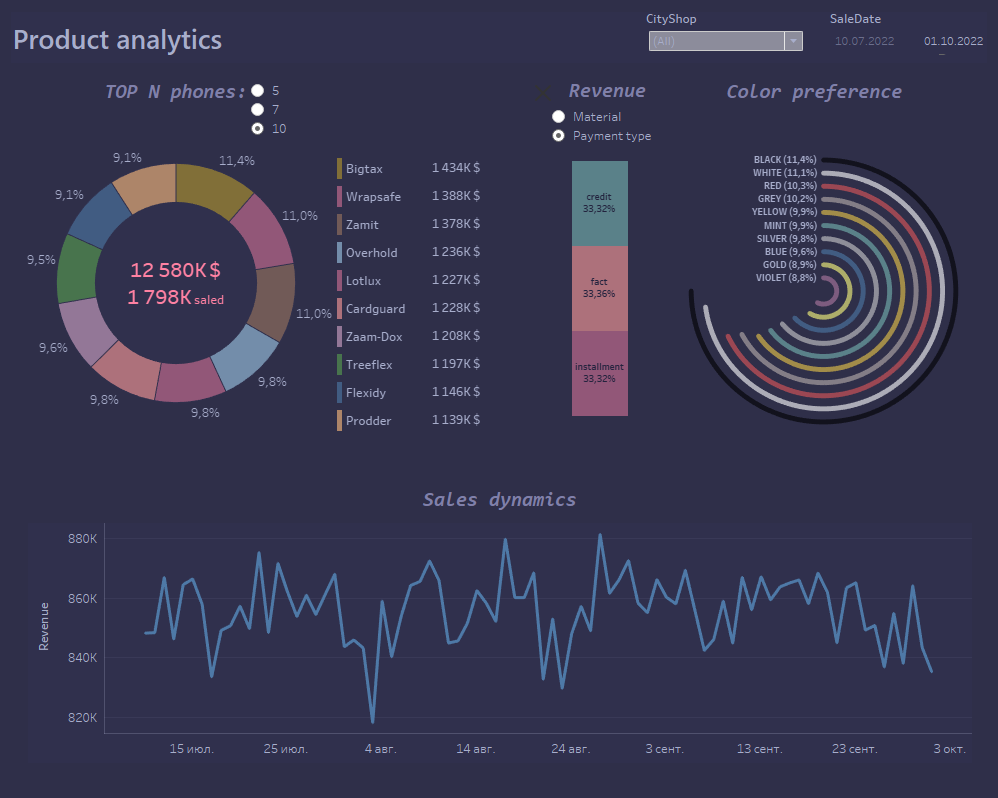 Product analytics
CityShop
(All)
SaleDate
10.07.2022
01.10.2022
TOP N phones:
5
7
10
Revenue
Material
Payment type
Color preference
9,1%
11,4%
9,1%
11,0%
9,5%
11,0%
9,6%
9,8%
9,8%
9,8%
12 580K $
1 798K saled
Bigtax 1 434K $
Wrapsafe 1 388K $
Zamit 1 378K $
Overhold 1 236K $
Lotlux 1 227K $
Cardguard 1 228K $
Zaam-Dox 1 208K $
Treeflex 1 197K $
Flexidy 1 146K $
Prodder 1 139K $
credit
33,32%
fact
33,36%
installment
33,32%
BLACK (11,4%)
WHITE (11,1%)
RED (10,3%)
GREY (10,2%)
YELLOW (9,9%)
MINT (9,9%)
SILVER (9,8%)
BLUE (9,6%)
GOLD (8,9%)
VIOLET (8,8%)
Sales dynamics
Revenue
880K
860K
840K
820K
15 июл.
25 июл.
4 авг.
14 авг.
24 авг.
3 сент.
13 сент.
23 сент.
3 окт.